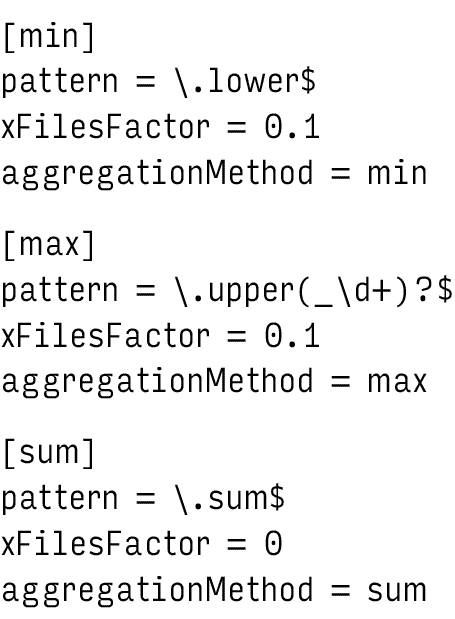 [min]
pattern = \.lower$
xFilesFactor = 0.1
aggregationMethod = min
[max]
pattern = \.upper(_\d+)?$
xFilesFactor = 0.1
aggregationMethod = max
[sum]
pattern = \.sum$
xFilesFactor = 0
aggregationMethod = sum